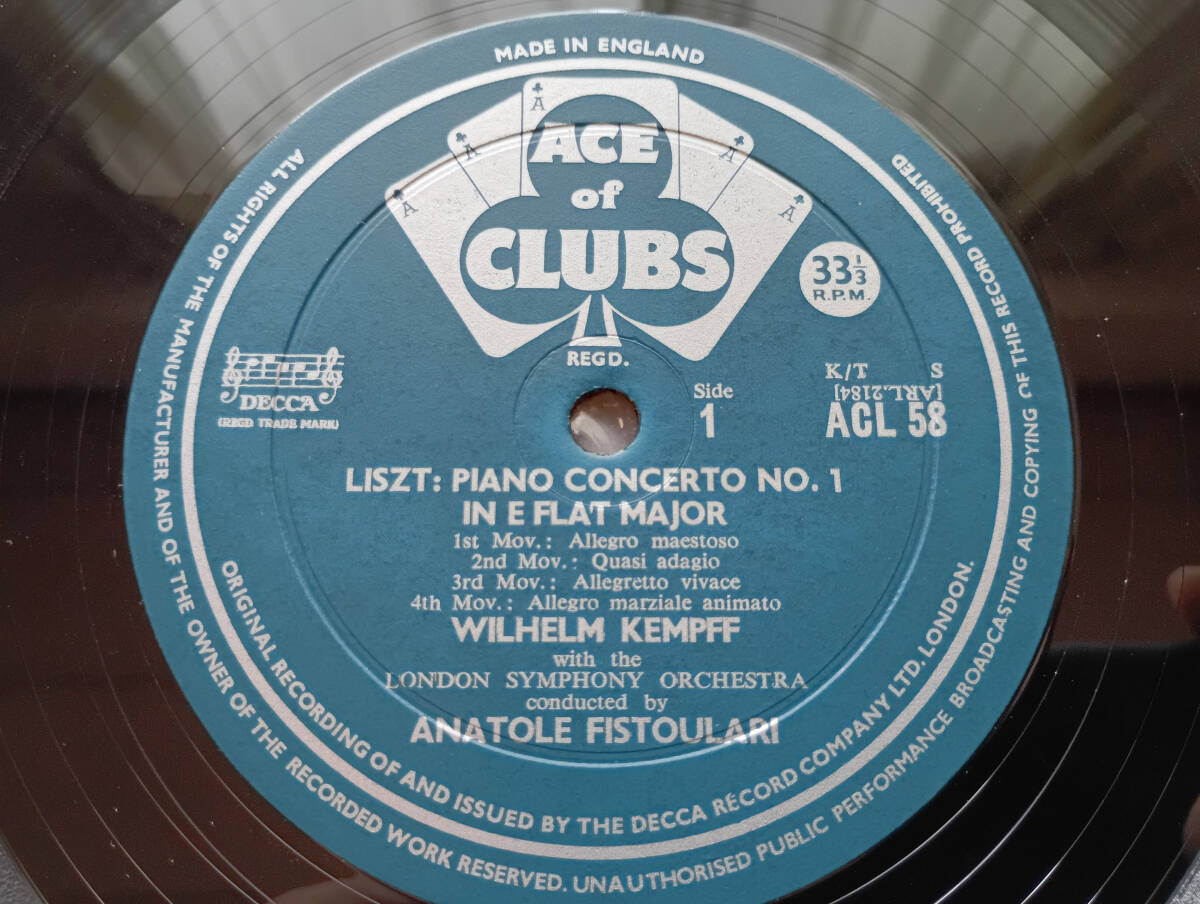 MADE IN ENGLAND
ALL RIGHTS OF THE MANUFACTURER AND OF THE OWNER OF THE RECORDED WORK RESERVED. UNAUTHORISED PUBLIC PERFORMANCE BROADCASTING AND COPYING OF THIS RECORD PROHIBITED
A
A
A
A
A
ACE
of
CLUBS
REGD.
33⅓
R.P.M.
DECCA
(REGD TRADE MARK)
Side
1
K/T S
[ARL.2184]
ACL 58
LISZT: PIANO CONCERTO NO. 1
IN E FLAT MAJOR
1st Mov.: Allegro maestoso
2nd Mov.: Quasi adagio
3rd Mov.: Allegretto vivace
4th Mov.: Allegro marziale animato
WILHELM KEMPFF
with the
LONDON SYMPHONY ORCHESTRA
conducted by
ANATOLE FISTOULARI
ORIGINAL RECORDING OF AND ISSUED BY THE DECCA RECORD COMPANY LTD. LONDON.